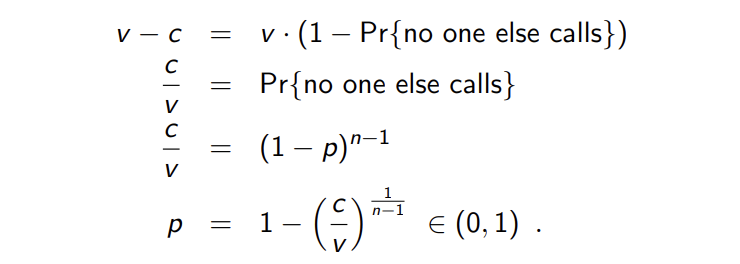 v − c = v · (1 − Pr{no one else calls})
c/v = Pr{no one else calls}
c/v = (1 − p)^{n−1}
p = 1 − (c/v)^{1/(n−1)} ∈ (0, 1) .